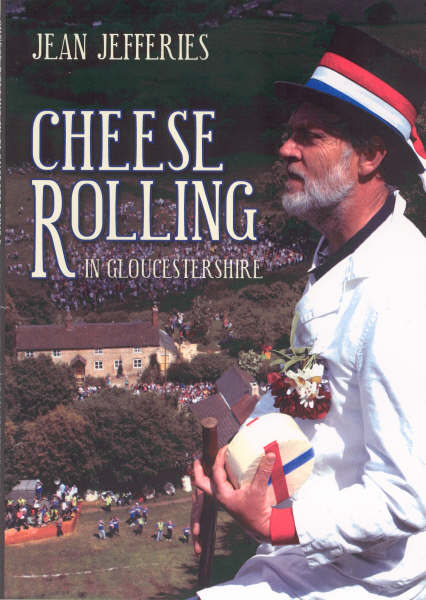 JEAN JEFFERIES
CHEESE
ROLLING
IN GLOUCESTERSHIRE